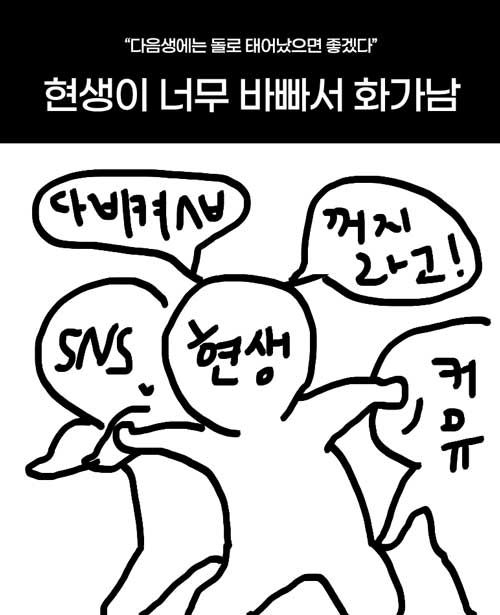 “다음생에는 돌로 태어났으면 좋겠다”
현생이 너무 바빠서 화가남
다비켜ㅅㅂ
꺼지
라고!
SNS
현생
커
뮤